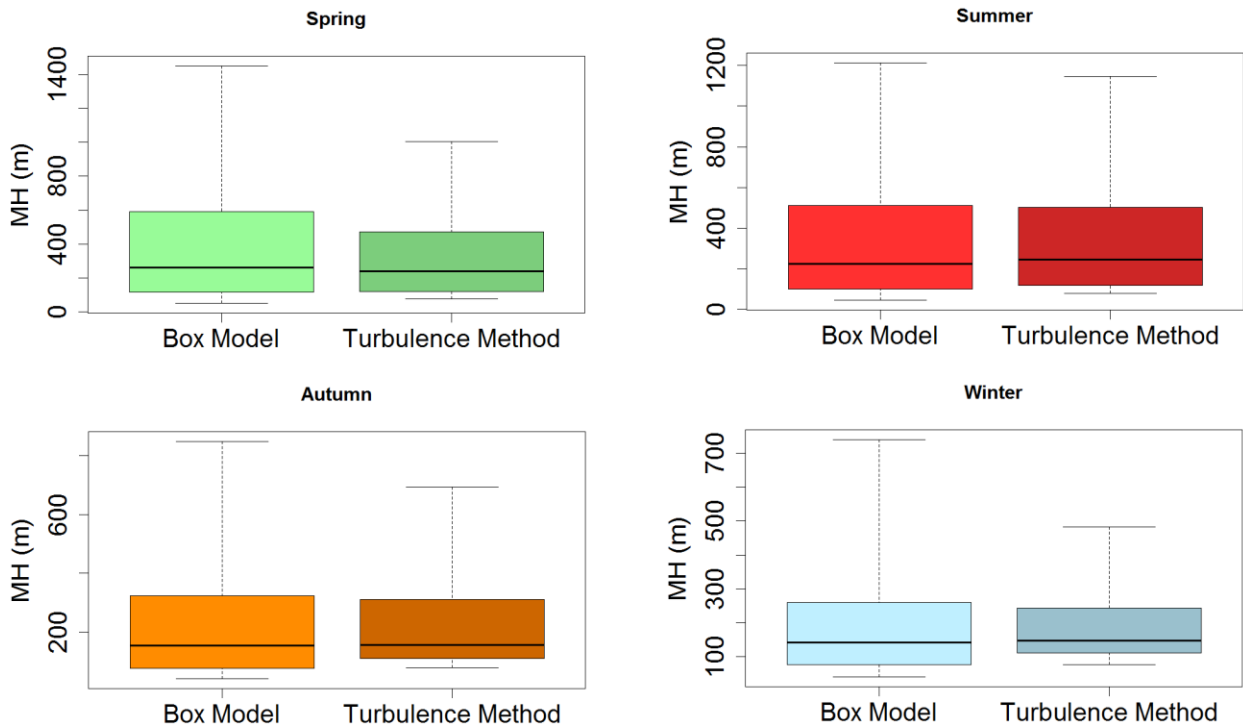 Spring
MH (m)
1400
800
400
0
Box Model Turbulence Method
Summer
MH (m)
1200
800
400
0
Box Model Turbulence Method
Autumn
MH (m)
600
200
Box Model Turbulence Method
Winter
MH (m)
700
500
300
100
Box Model Turbulence Method